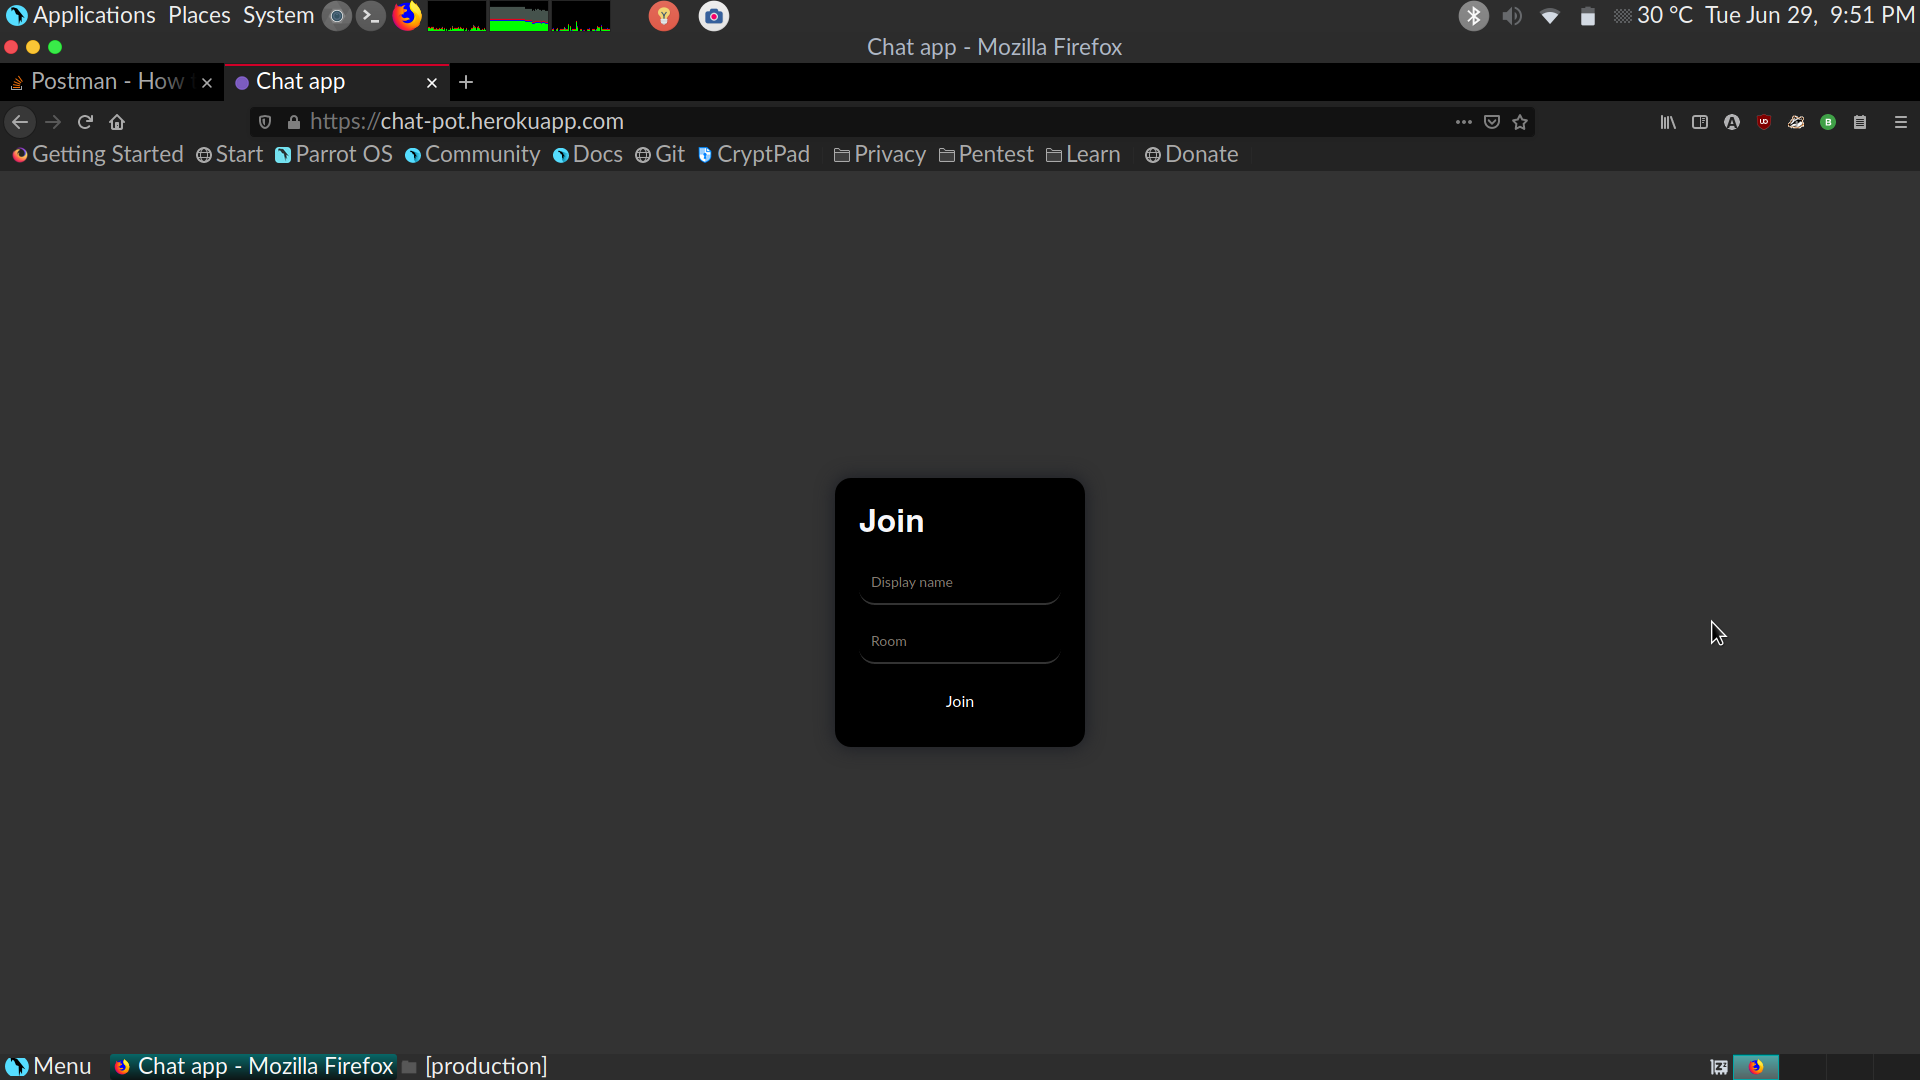 Applications Places System 30 °C Tue Jun 29, 9:51 PM
Chat app - Mozilla Firefox
Postman - How
Chat app
https://chat-pot.herokuapp.com
Getting Started Start Parrot OS Community Docs Git CryptPad Privacy Pentest Learn Donate
Join
Display name
Room
Join
Menu Chat app - Mozilla Firefox [production]